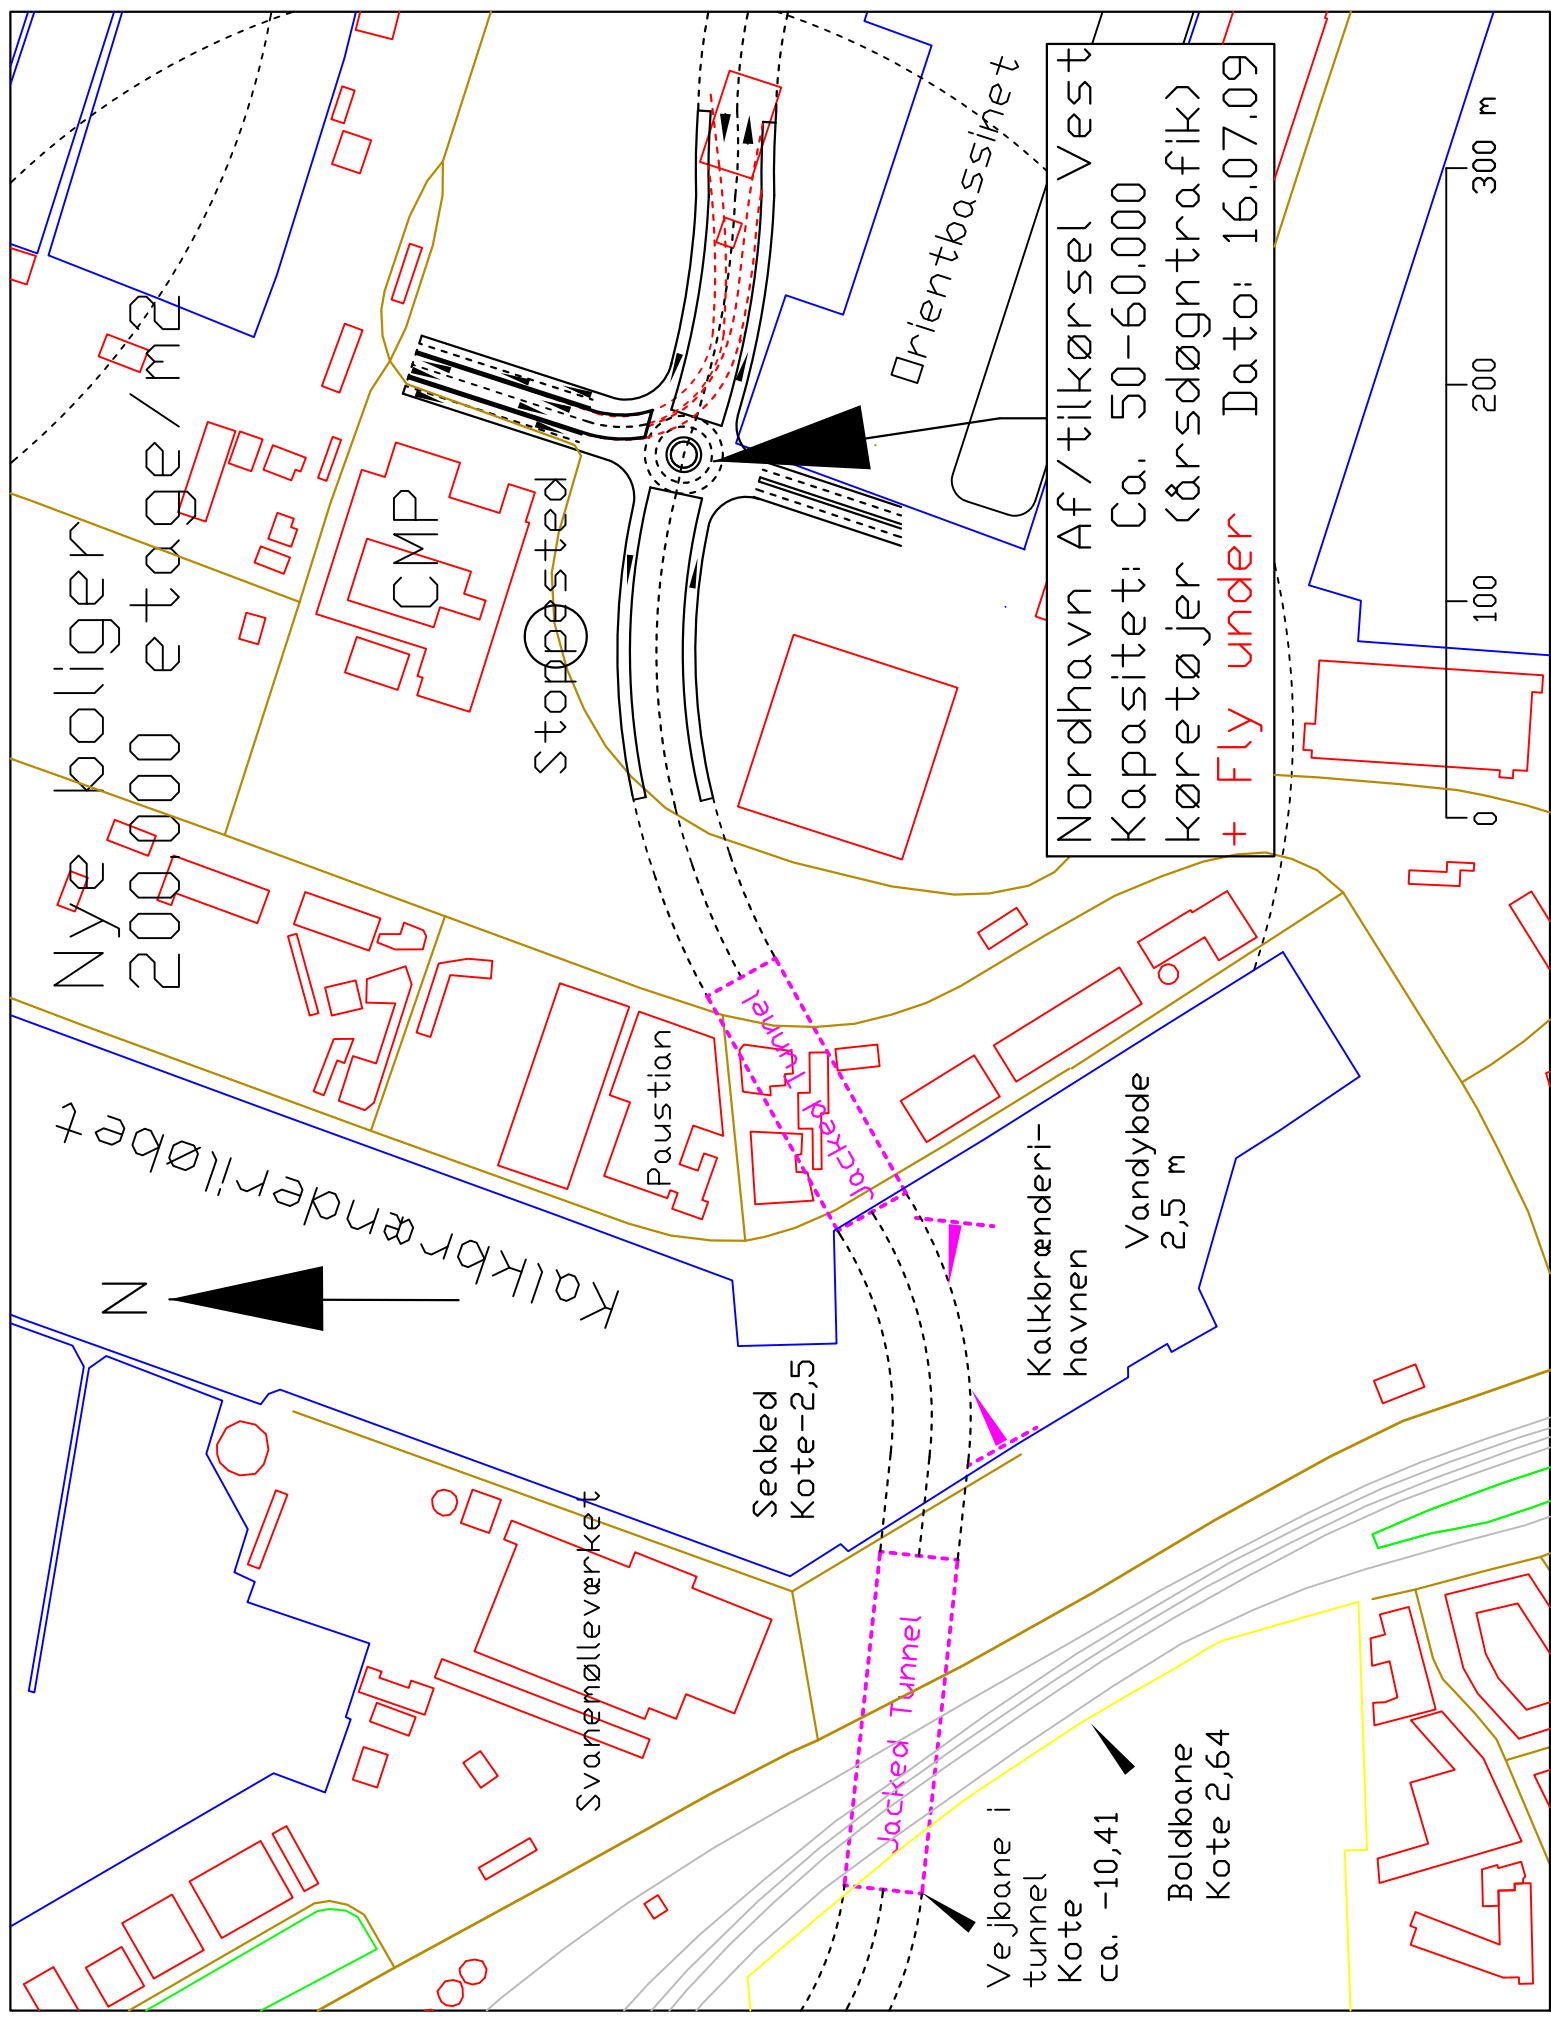 Nye boliger
200.000 etage/m2
CMP
Stoppested
Orientbassinet
Nordhavn Af/tilkørsel Vest
Kapasitet: Ca. 50-60.000
køretøjer (årsdøgntrafik)
+ Fly under Dato: 16.07.09
0 100 200 300 m
Kalkbrænderiløbet
N
Paustian
Jacked Tunnel
Seabed
Kote-2,5
Kalkbrænderi-
havnen
Vandybde
2,5 m
Svanemølleværket
Jacked Tunnel
Vejbane i
tunnel
Kote
ca. -10,41
Boldbane
Kote 2,64